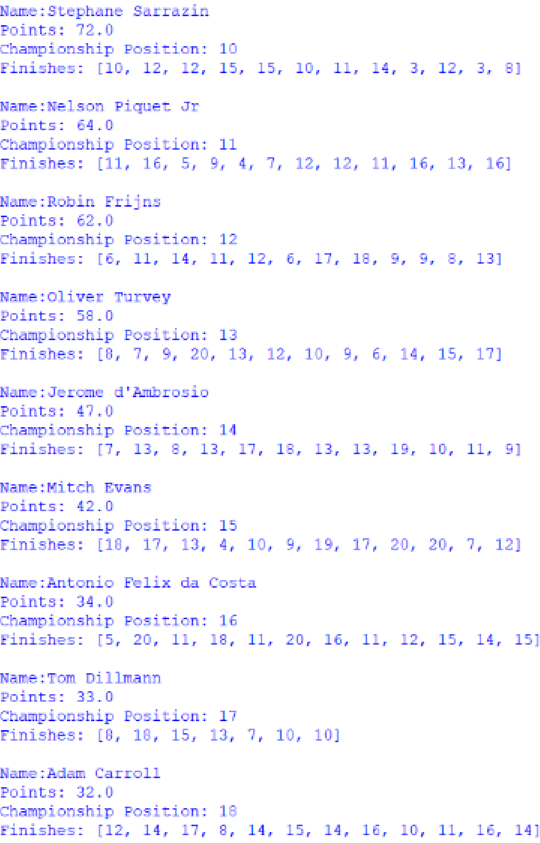 Name:Stephane Sarrazin
Points: 72.0
Championship Position: 10
Finishes: [10, 12, 12, 15, 15, 10, 11, 14, 3, 12, 3, 8]
Name:Nelson Piquet Jr
Points: 64.0
Championship Position: 11
Finishes: [11, 16, 5, 9, 4, 7, 12, 12, 11, 16, 13, 16]
Name:Robin Frijns
Points: 62.0
Championship Position: 12
Finishes: [6, 11, 14, 11, 12, 6, 17, 18, 9, 9, 8, 13]
Name:Oliver Turvey
Points: 58.0
Championship Position: 13
Finishes: [8, 7, 9, 20, 13, 12, 10, 9, 6, 14, 15, 17]
Name:Jerome d'Ambrosio
Points: 47.0
Championship Position: 14
Finishes: [7, 13, 8, 13, 17, 18, 13, 13, 19, 10, 11, 9]
Name:Mitch Evans
Points: 42.0
Championship Position: 15
Finishes: [18, 17, 13, 4, 10, 9, 19, 17, 20, 20, 7, 12]
Name:Antonio Felix da Costa
Points: 34.0
Championship Position: 16
Finishes: [5, 20, 11, 18, 11, 20, 16, 11, 12, 15, 14, 15]
Name:Tom Dillmann
Points: 33.0
Championship Position: 17
Finishes: [8, 18, 15, 13, 7, 10, 10]
Name:Adam Carroll
Points: 32.0
Championship Position: 18
Finishes: [12, 14, 17, 8, 14, 15, 14, 16, 10, 11, 16, 14]